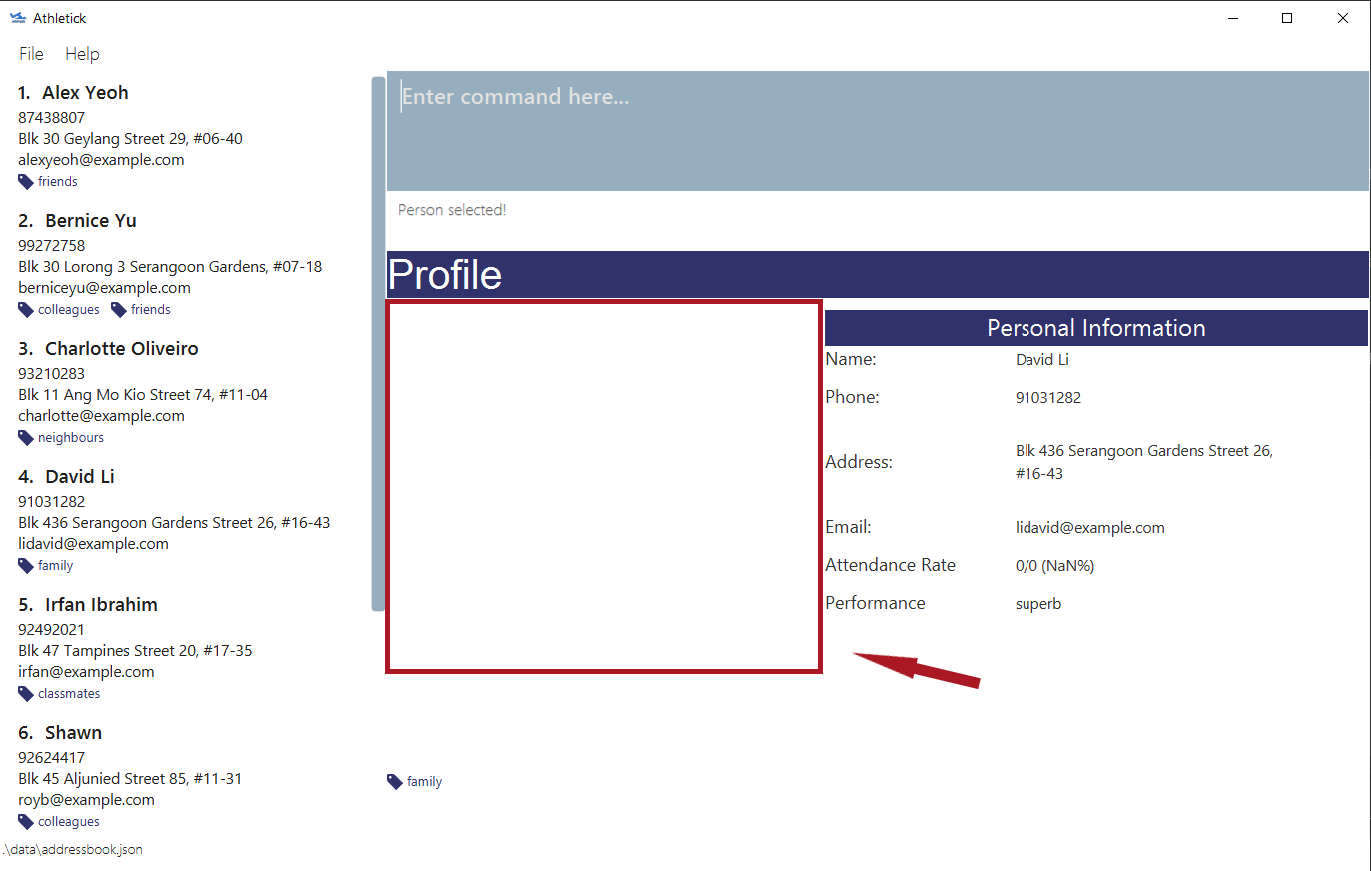 Athletick
File Help
1. Alex Yeoh
87438807
Blk 30 Geylang Street 29, #06-40
alexyeoh@example.com
friends
2. Bernice Yu
99272758
Blk 30 Lorong 3 Serangoon Gardens, #07-18
berniceyu@example.com
colleagues friends
3. Charlotte Oliveiro
93210283
Blk 11 Ang Mo Kio Street 74, #11-04
charlotte@example.com
neighbours
4. David Li
91031282
Blk 436 Serangoon Gardens Street 26, #16-43
lidavid@example.com
family
5. Irfan Ibrahim
92492021
Blk 47 Tampines Street 20, #17-35
irfan@example.com
classmates
6. Shawn
92624417
Blk 45 Aljunied Street 85, #11-31
royb@example.com
colleagues
.\data\addressbook.json
Enter command here...
Person selected!
Profile
Personal Information
Name: David Li
Phone: 91031282
Address: Blk 436 Serangoon Gardens Street 26,
#16-43
Email: lidavid@example.com
Attendance Rate 0/0 (NaN%)
Performance superb
family